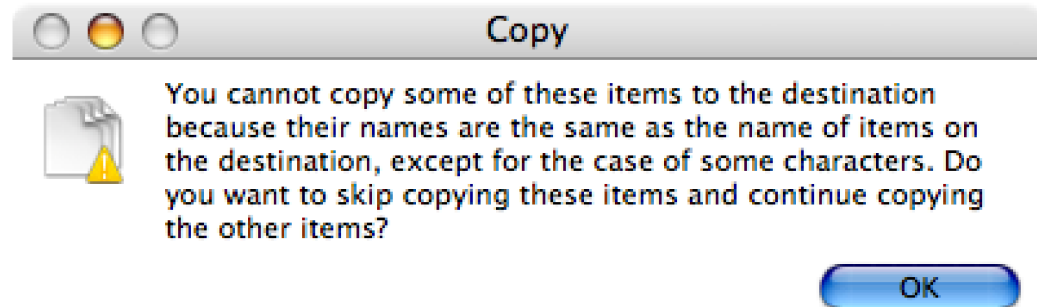 Copy
You cannot copy some of these items to the destination
because their names are the same as the name of items on
the destination, except for the case of some characters. Do
you want to skip copying these items and continue copying
the other items?
OK